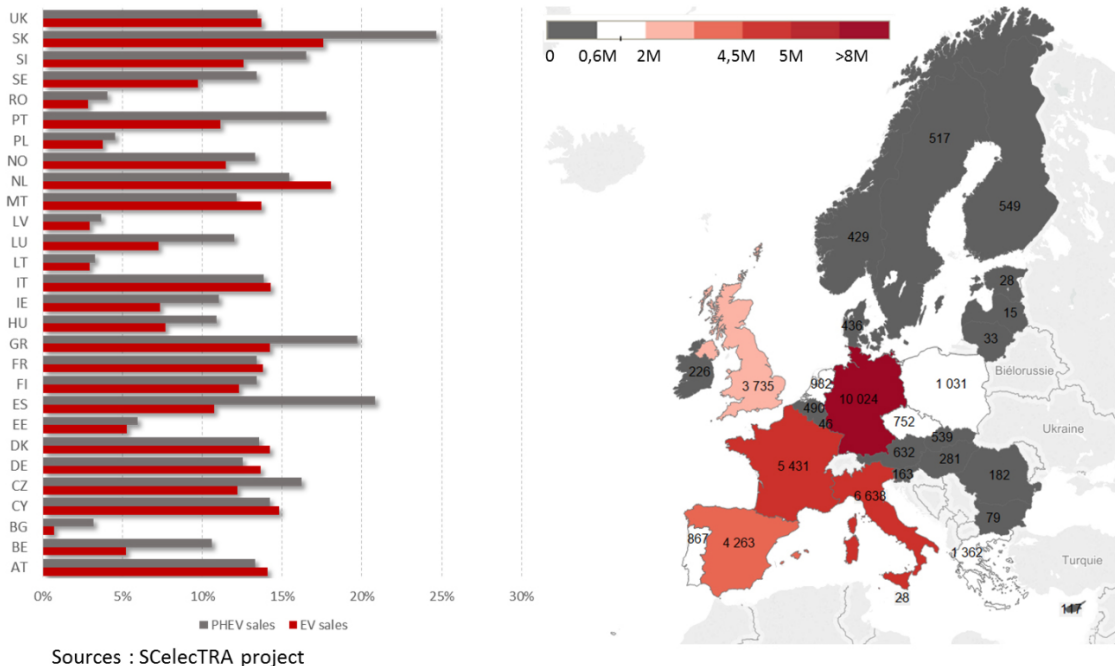 UK
SK
SI
SE
RO
PT
PL
NO
NL
MT
LV
LU
LT
IT
IE
HU
GR
FR
FI
ES
EE
DK
DE
CZ
CY
BG
BE
AT
0% 5% 10% 15% 20% 25% 30%
PHEV sales EV sales
Sources : SCelecTRA project
0 0,6M 2M 4,5M 5M >8M
517
549
429
28
15
436
33
226
Biélorussie
3 735
982
1 031
10 024
490
46
752
Ukraine
539
632
281
5 431
163
182
6 638
79
867
4 263
1 362
Turquie
28
117